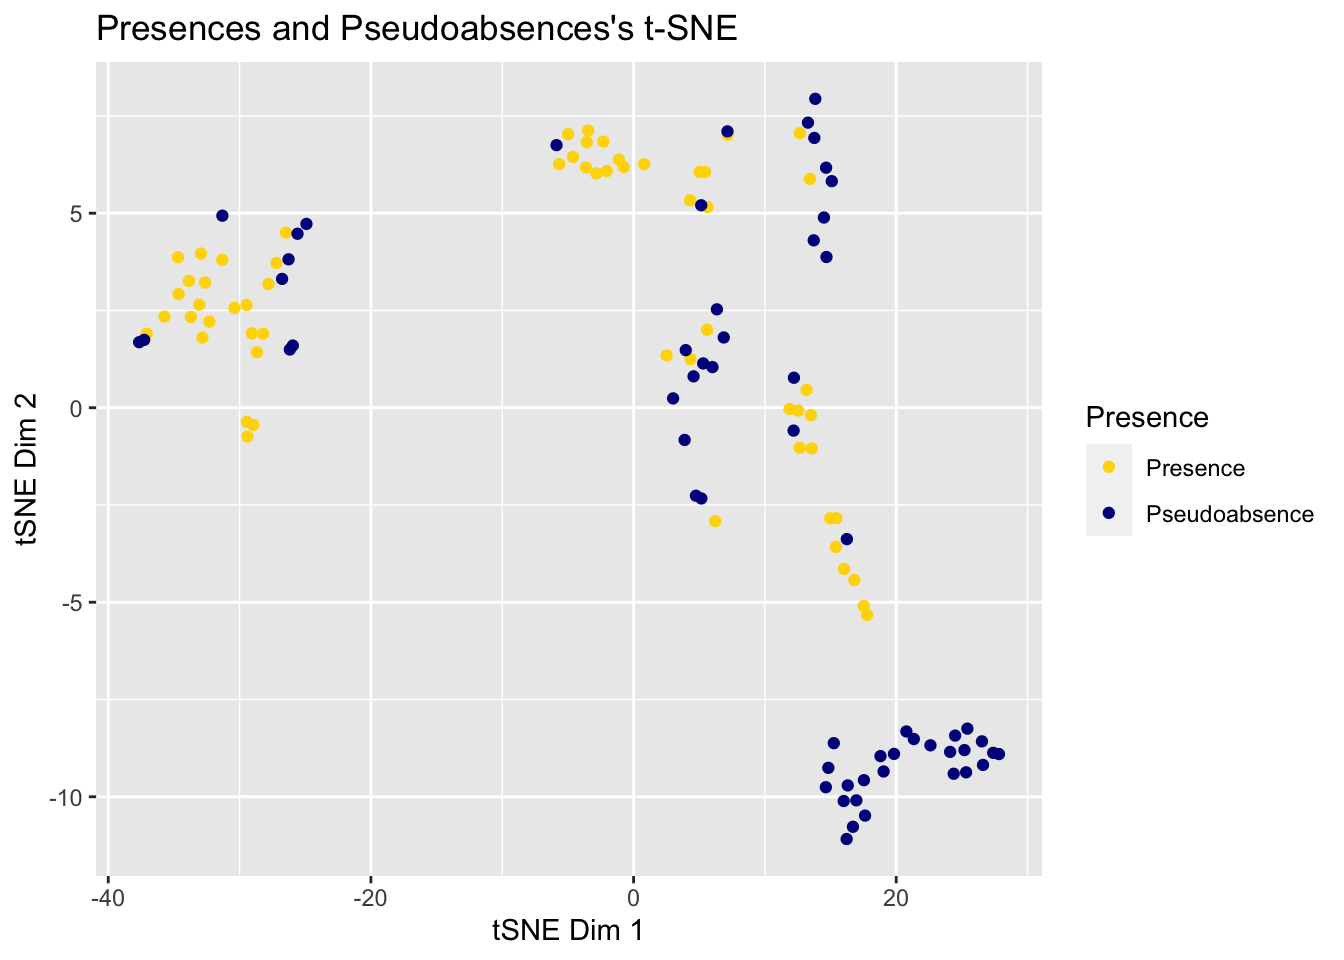 Presences and Pseudoabsences's t-SNE
5
0
-5
-10
tSNE Dim 2
-40
-20
0
20
tSNE Dim 1
Presence
Presence
Pseudoabsence